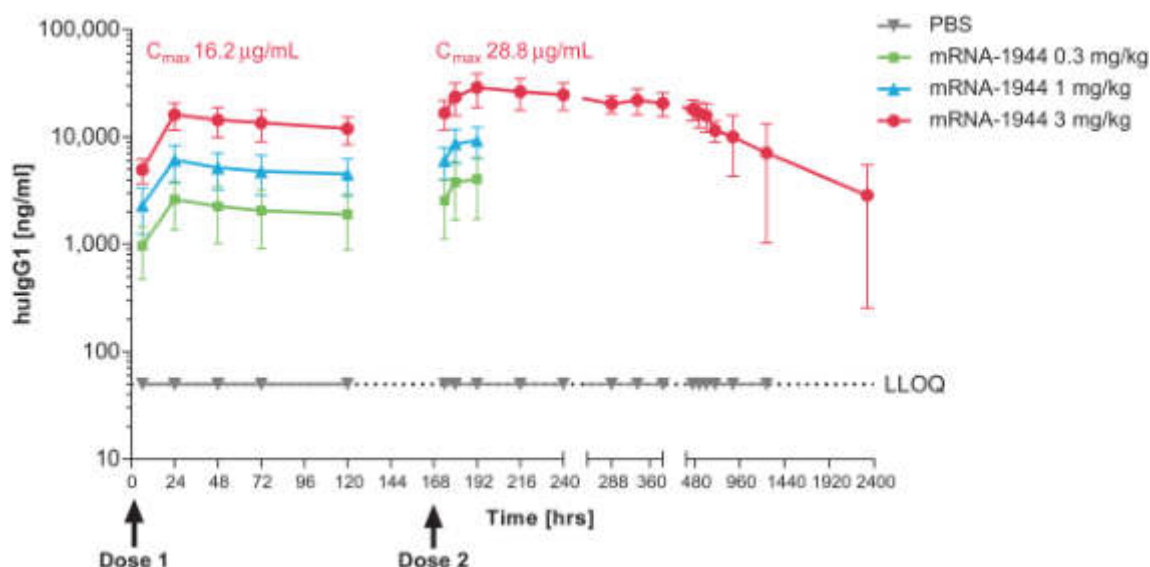 100,000
10,000
1,000
100
10
huIgG1 [ng/ml]
Cmax 16.2 µg/mL
Cmax 28.8 µg/mL
PBS
mRNA-1944 0.3 mg/kg
mRNA-1944 1 mg/kg
mRNA-1944 3 mg/kg
LLOQ
0 24 48 72 96 120 144 168 192 216 240 288 360 480 960 1440 1920 2400
Time [hrs]
Dose 1
Dose 2